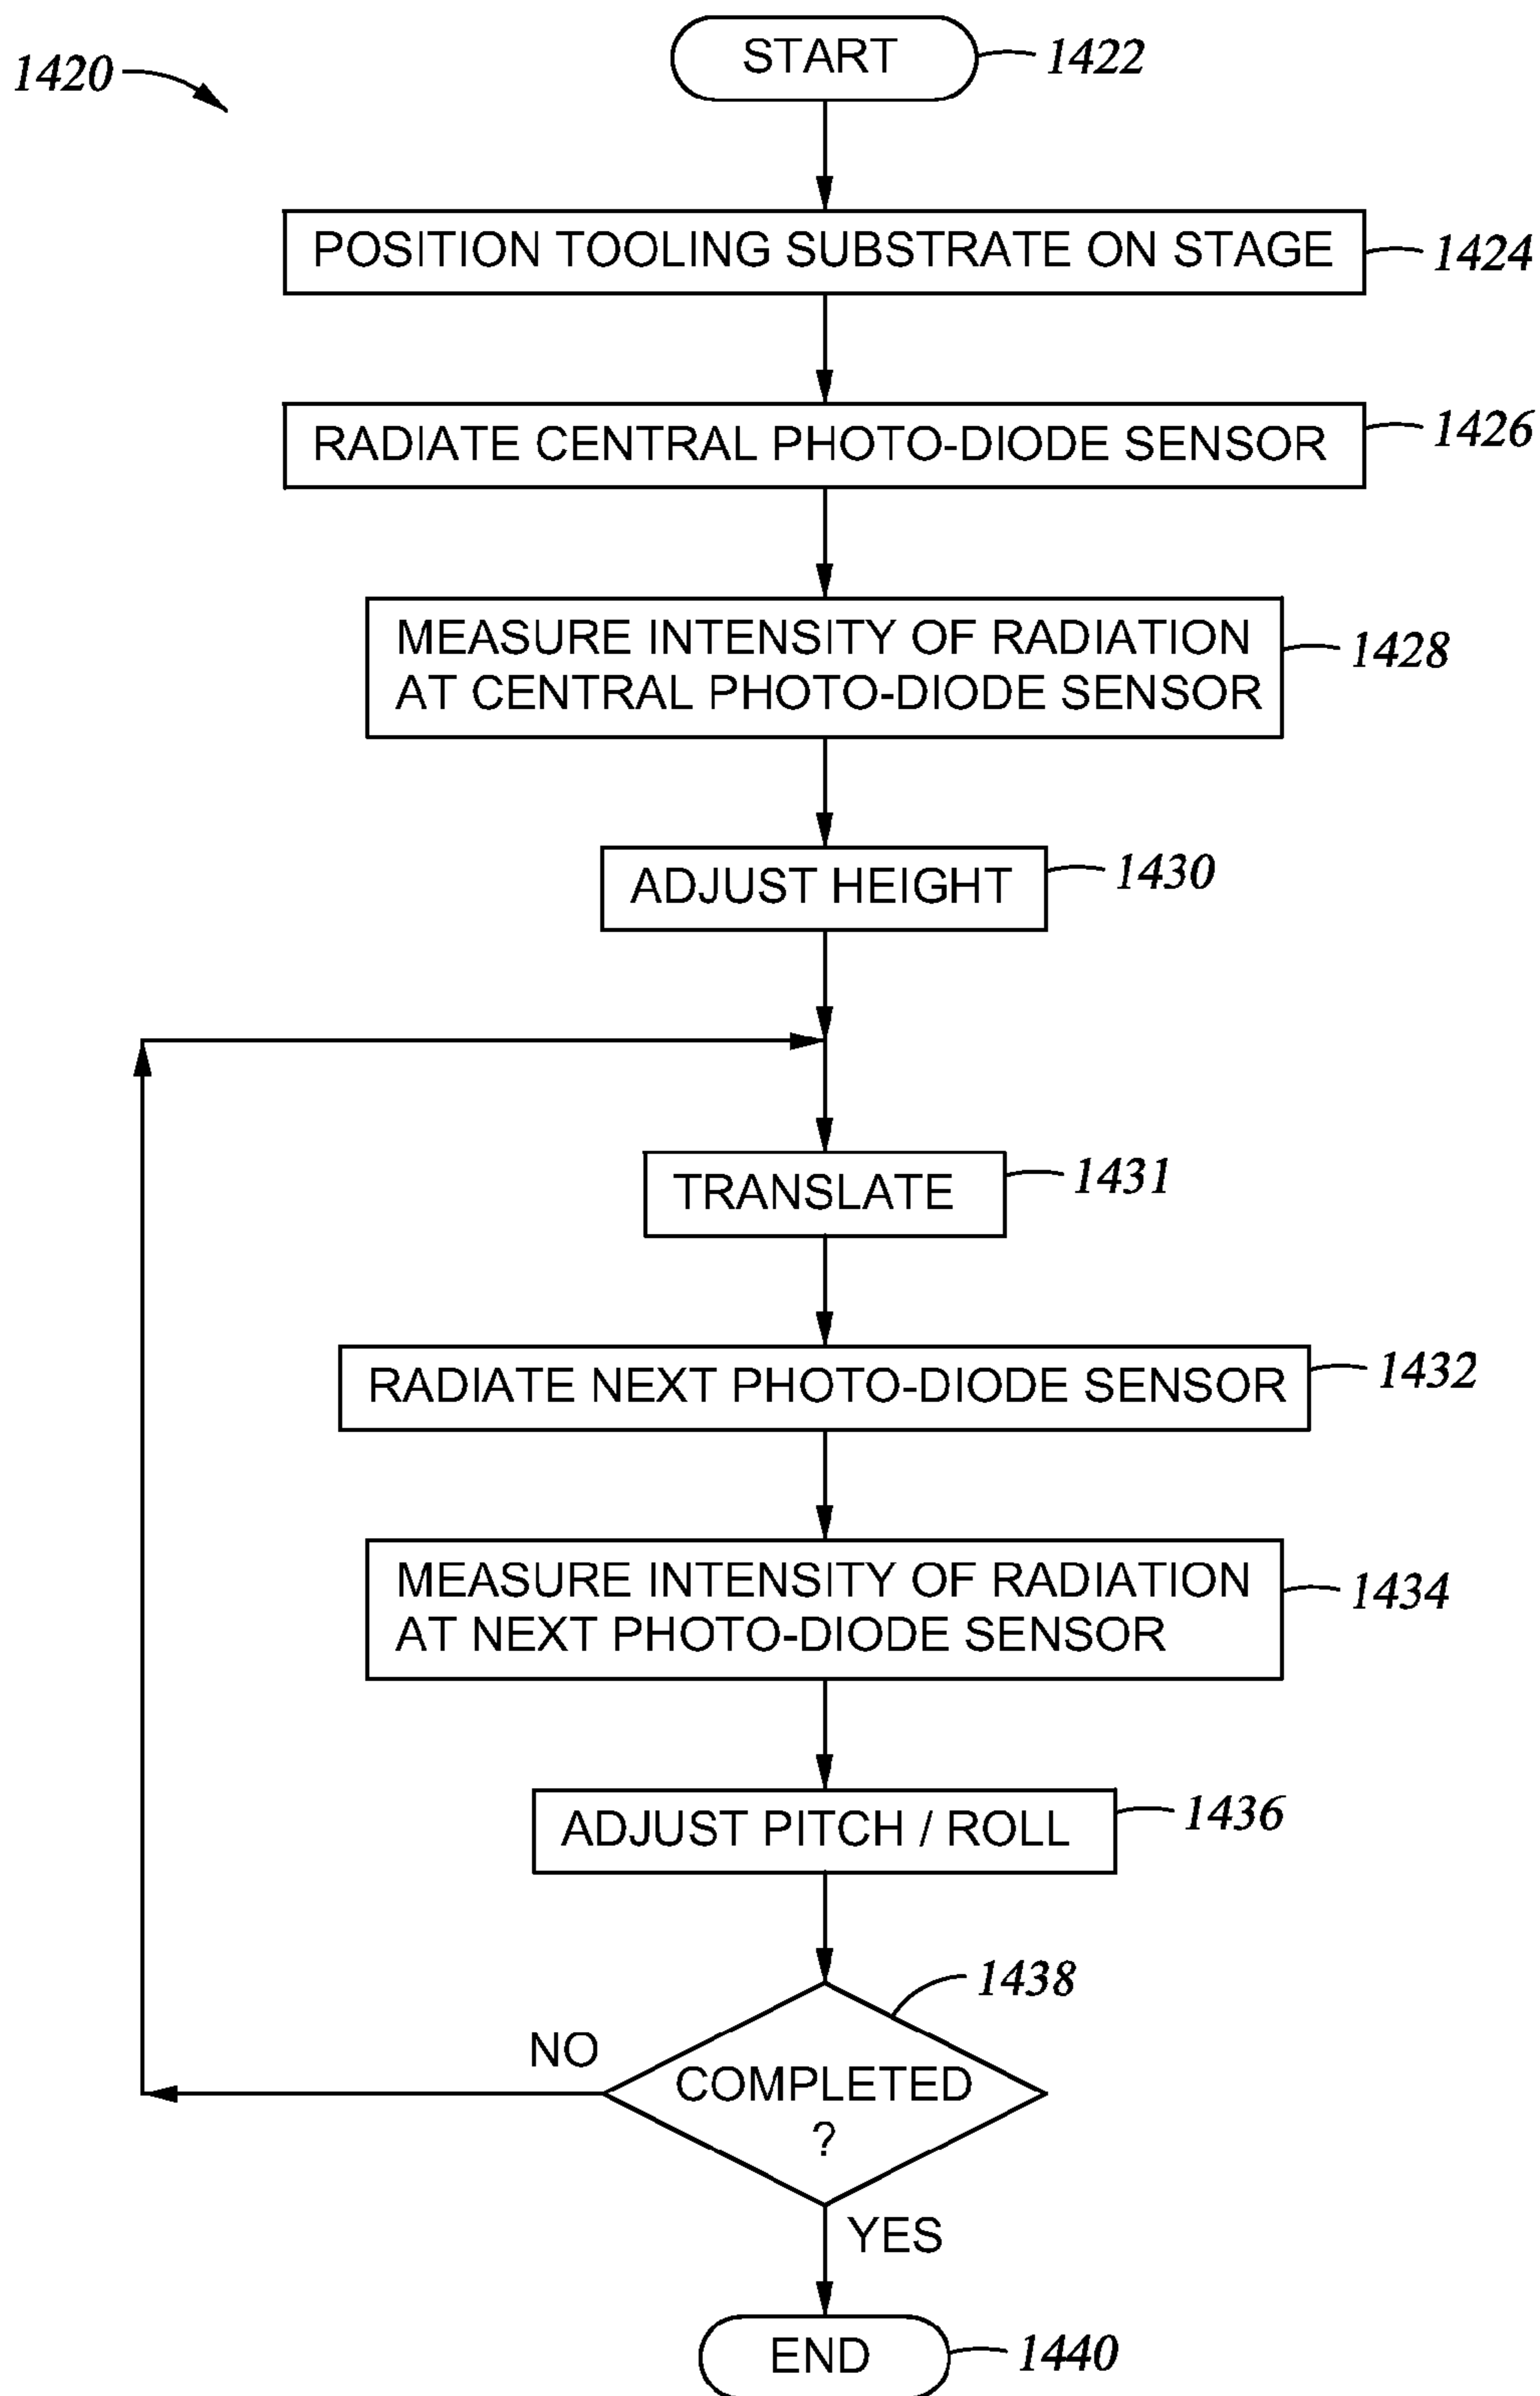 1420
START
1422
POSITION TOOLING SUBSTRATE ON STAGE
1424
RADIATE CENTRAL PHOTO-DIODE SENSOR
1426
MEASURE INTENSITY OF RADIATION
AT CENTRAL PHOTO-DIODE SENSOR
1428
ADJUST HEIGHT
1430
TRANSLATE
1431
RADIATE NEXT PHOTO-DIODE SENSOR
1432
MEASURE INTENSITY OF RADIATION
AT NEXT PHOTO-DIODE SENSOR
1434
ADJUST PITCH / ROLL
1436
1438
NO
COMPLETED
?
YES
END
1440